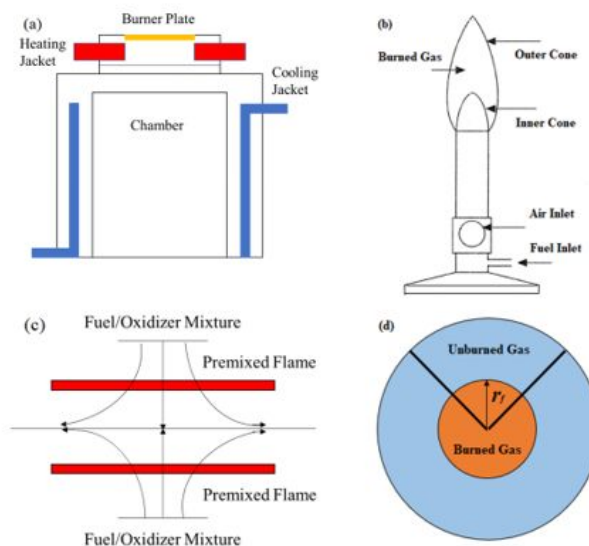 (a)
Burner Plate
Heating
Jacket
Cooling
Jacket
Chamber
(b)
Burned Gas
Outer Cone
Inner Cone
Air Inlet
Fuel Inlet
(c)
Fuel/Oxidizer Mixture
Premixed Flame
Premixed Flame
Fuel/Oxidizer Mixture
(d)
Unburned Gas
rf
Burned Gas